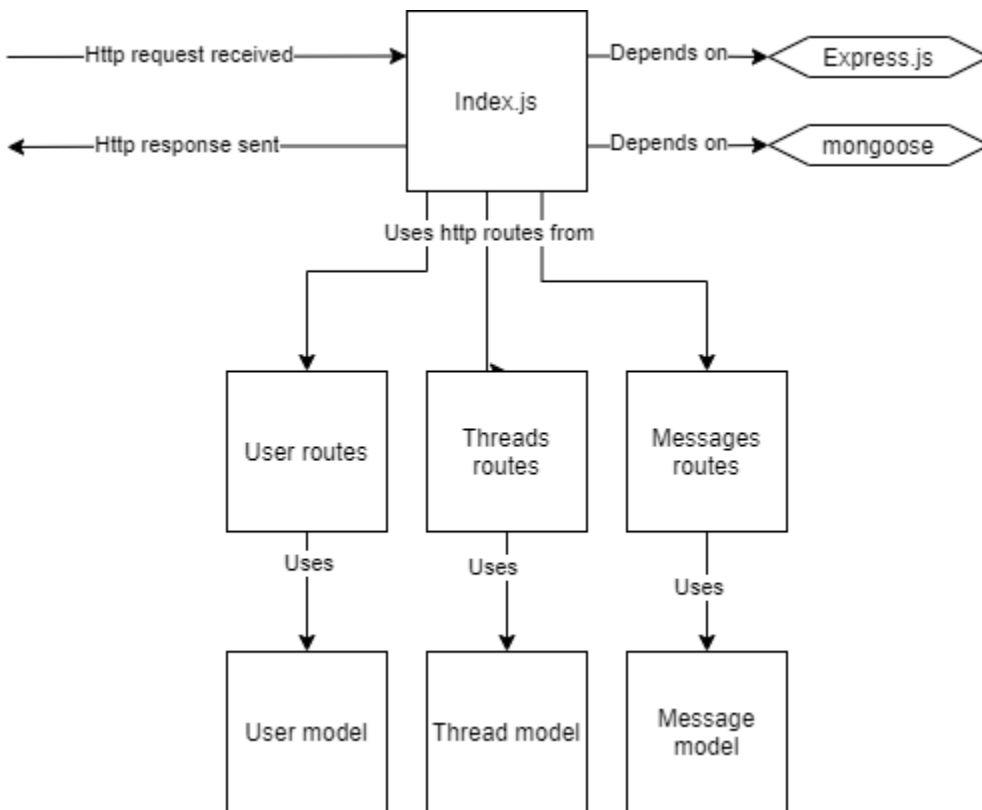 Http request received
Depends on
Express.js
Index.js
Http response sent
Depends on
mongoose
Uses http routes from
User routes
Threads
routes
Messages
routes
Uses
Uses
Uses
User model
Thread model
Message
model